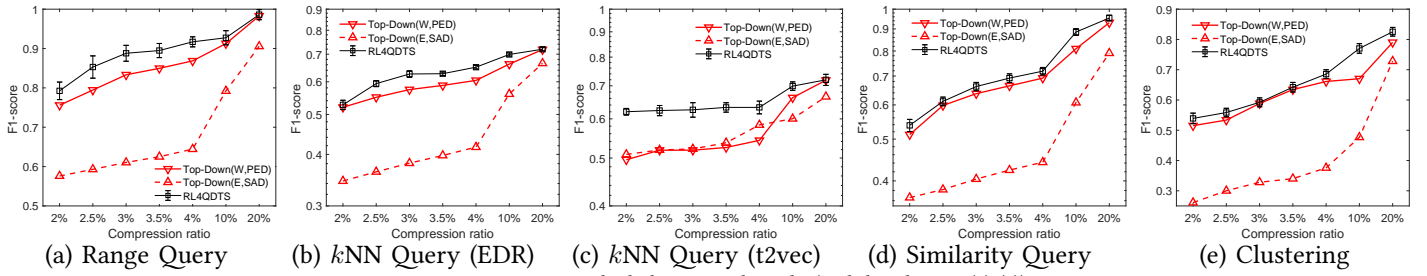 1
0.9
0.8
0.7
0.6
0.5
F1-score
Top-Down(W,PED)
Top-Down(E,SAD)
RL4QDTS
2% 2.5% 3% 3.5% 4% 10% 20%
Compression ratio
(a) Range Query
1
0.9
0.8
0.7
0.6
0.5
0.4
0.3
F1-score
Top-Down(W,PED)
Top-Down(E,SAD)
RL4QDTS
2% 2.5% 3% 3.5% 4% 10% 20%
Compression ratio
(b) kNN Query (EDR)
1
0.9
0.8
0.7
0.6
0.5
0.4
F1-score
Top-Down(W,PED)
Top-Down(E,SAD)
RL4QDTS
2% 2.5% 3% 3.5% 4% 10% 20%
Compression ratio
(c) kNN Query (t2vec)
1
0.9
0.8
0.7
0.6
0.5
0.4
F1-score
Top-Down(W,PED)
Top-Down(E,SAD)
RL4QDTS
2% 2.5% 3% 3.5% 4% 10% 20%
Compression ratio
(d) Similarity Query
0.9
0.8
0.7
0.6
0.5
0.4
0.3
F1-score
Top-Down(W,PED)
Top-Down(E,SAD)
RL4QDTS
2% 2.5% 3% 3.5% 4% 10% 20%
Compression ratio
(e) Clustering